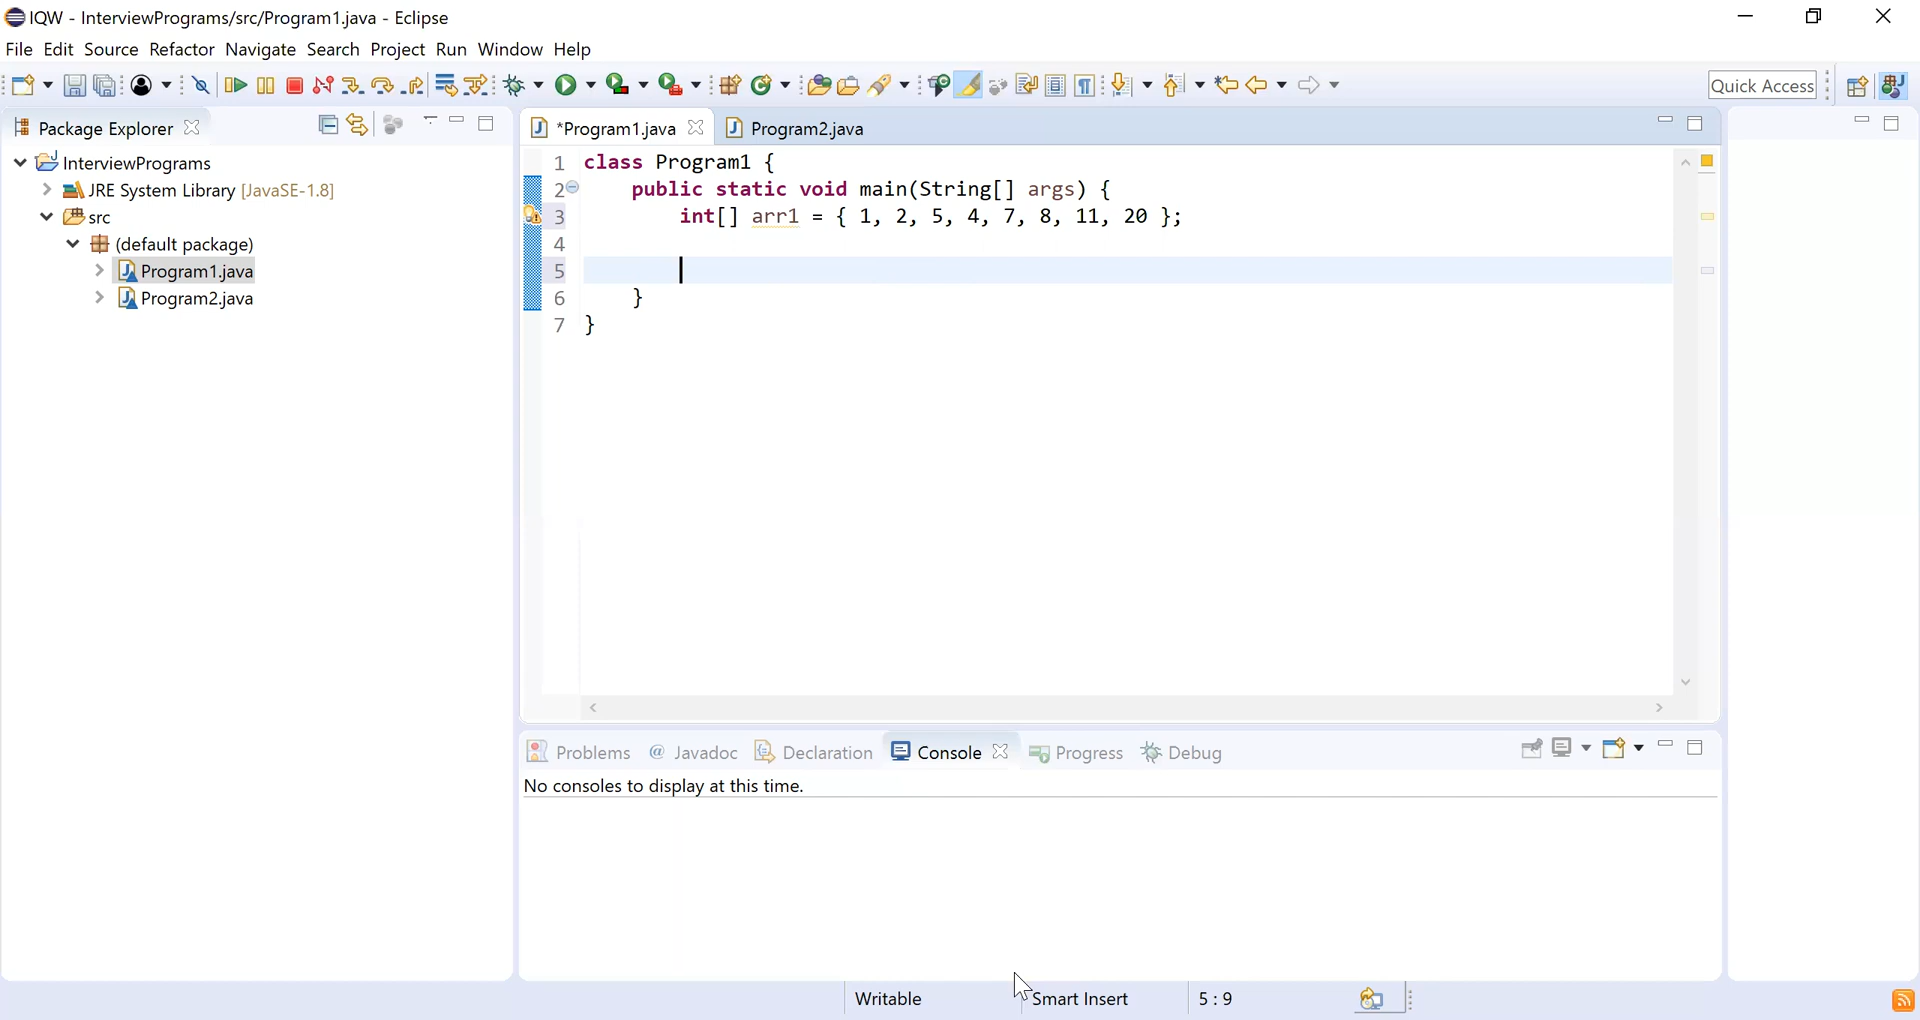 IQW - InterviewPrograms/src/Program1.java - Eclipse
File Edit Source Refactor Navigate Search Project Run Window Help
Quick Access
Package Explorer
InterviewPrograms
JRE System Library [JavaSE-1.8]
src
(default package)
Program1.java
Program2.java
*Program1.java Program2.java
1 class Program1 {
2 public static void main(String[] args) {
3 int[] arr1 = { 1, 2, 5, 4, 7, 8, 11, 20 };
4
5
6 }
7 }
Problems @ Javadoc Declaration Console Progress Debug
No consoles to display at this time.
Writable Smart Insert 5 : 9